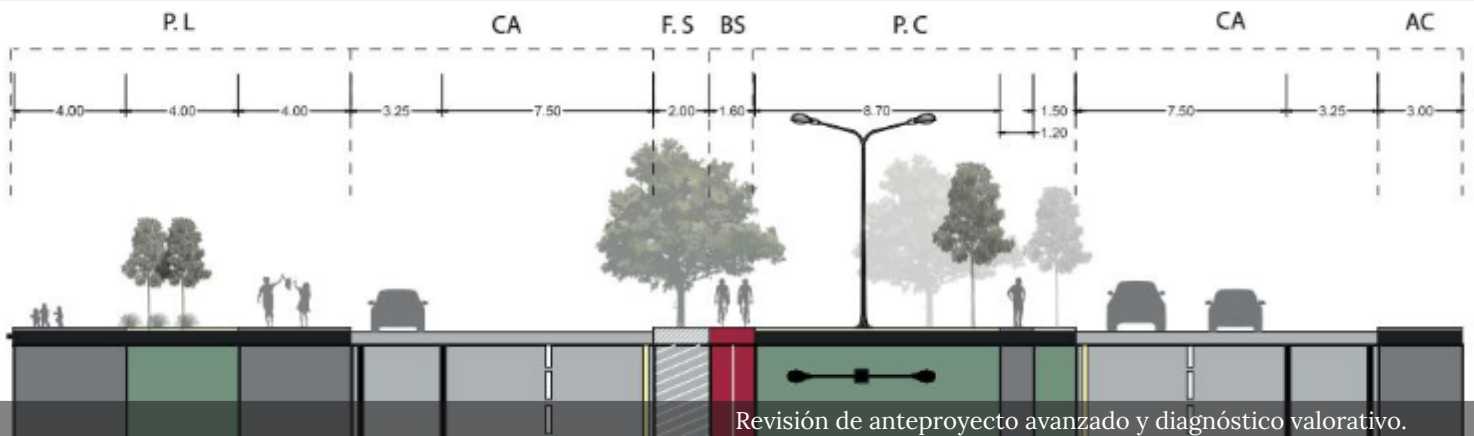 P. L CA F. S BS P. C CA AC
4.00 4.00 4.00 3.25 7.50 2.00 1.60 8.70 1.50 7.50 3.25 3.00
1.20
Revisión de anteproyecto avanzado y diagnóstico valorativo.